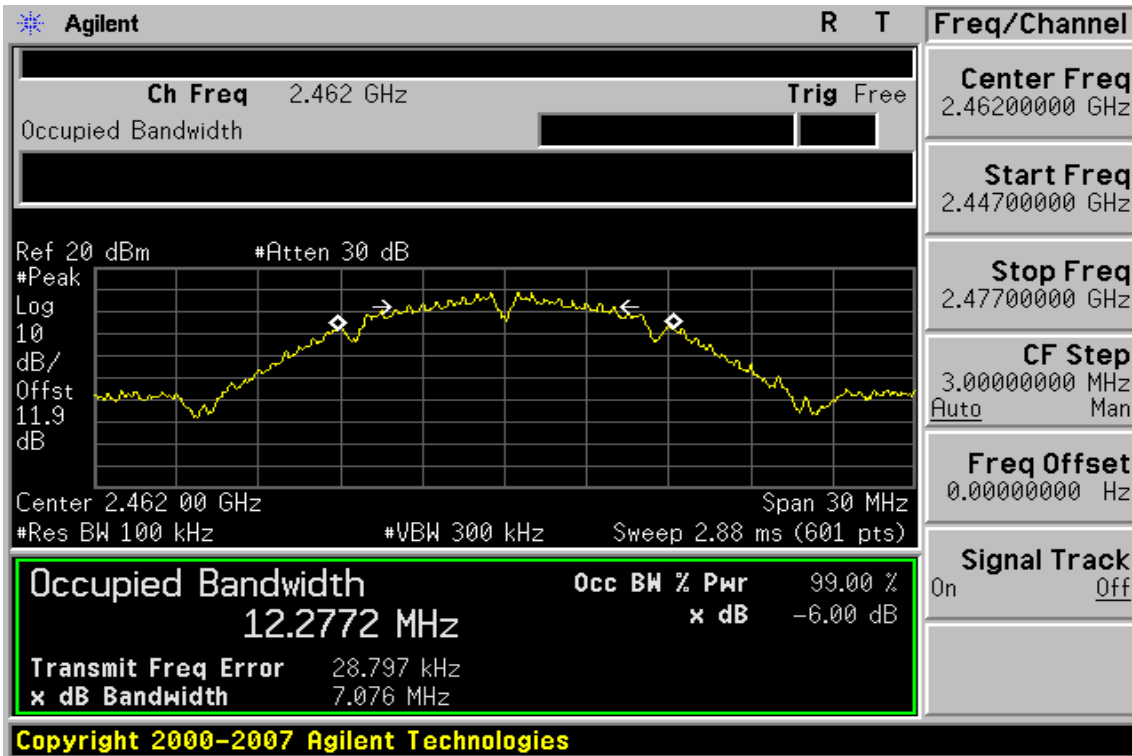 Agilent R T
Ch Freq 2.462 GHz Trig Free
Occupied Bandwidth
Ref 20 dBm #Atten 30 dB
#Peak
Log
10
dB/
Offst
11.9
dB
Center 2.462 00 GHz Span 30 MHz
#Res BW 100 kHz #VBW 300 kHz Sweep 2.88 ms (601 pts)
Occupied Bandwidth Occ BW % Pwr 99.00 %
12.2772 MHz x dB -6.00 dB
Transmit Freq Error 28.797 kHz
x dB Bandwidth 7.076 MHz
Copyright 2000-2007 Agilent Technologies
Freq/Channel
Center Freq
2.46200000 GHz
Start Freq
2.44700000 GHz
Stop Freq
2.47700000 GHz
CF Step
3.00000000 MHz
Auto Man
Freq Offset
0.00000000 Hz
Signal Track
On Off